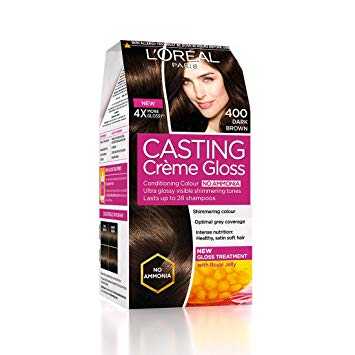 L'ORÉAL
PARIS
NEW
4X MORE
GLOSSY*
400
DARK
BROWN
CASTING
Crème Gloss
Conditioning Colour NO AMMONIA
Ultra glossy visible shimmering tones
Lasts up to 28 shampoos
Shimmering colour
Optimal grey coverage
Intense nutrition:
Healthy, satin soft hair
NEW
GLOSS TREATMENT
with Royal Jelly
NO
AMMONIA